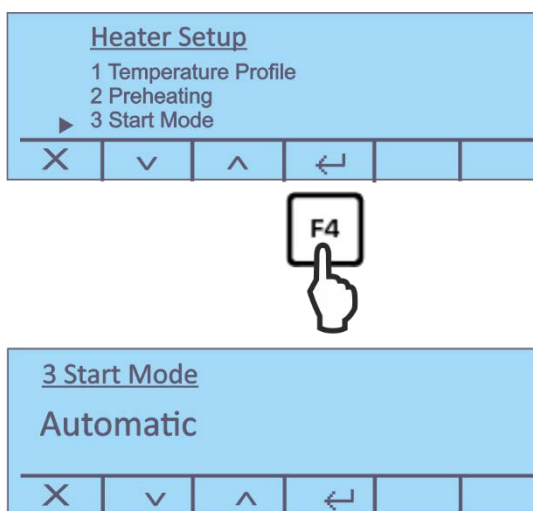 Heater Setup
1 Temperature Profile
2 Preheating
3 Start Mode
F4
3 Start Mode
Automatic